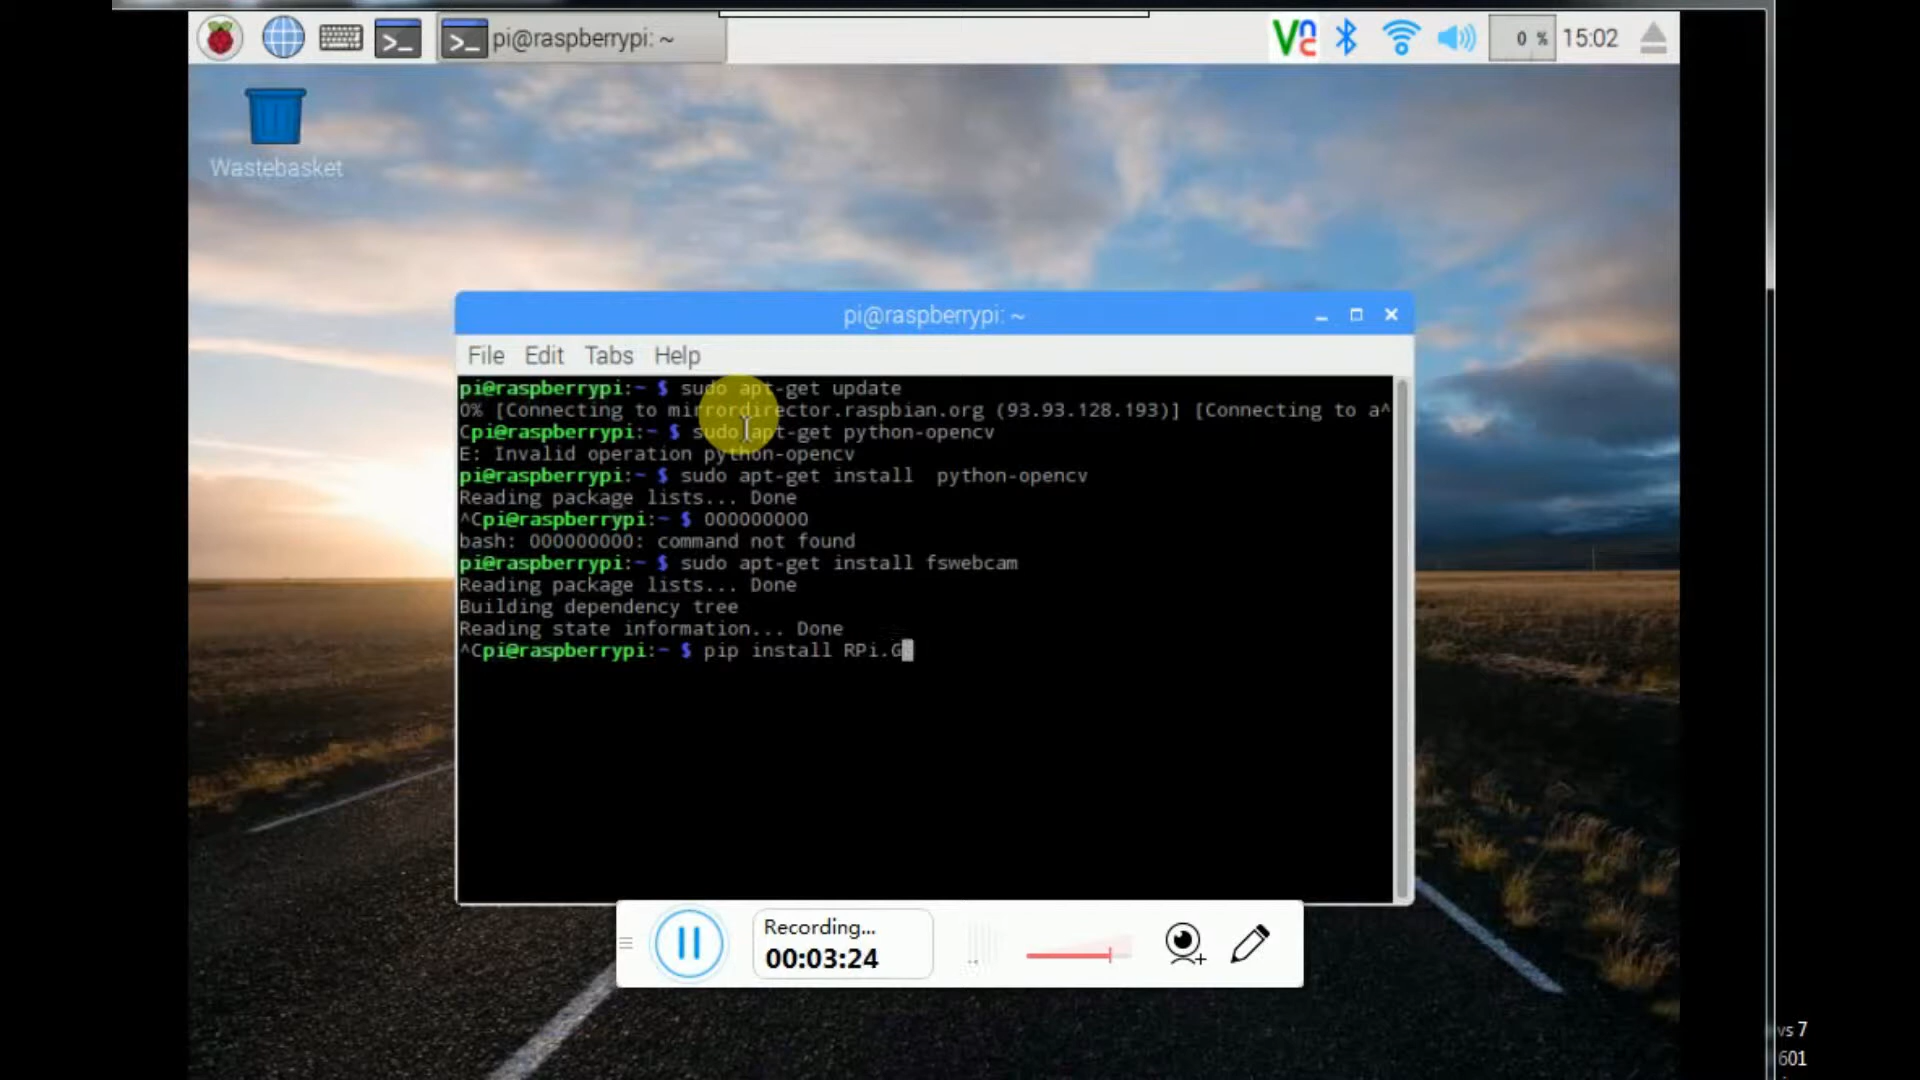 pi@raspberrypi: ~
0 %
15:02
Wastebasket
pi@raspberrypi: ~
File Edit Tabs Help
pi@raspberrypi:~ $ sudo apt-get update
0% [Connecting to mirrordirector.raspbian.org (93.93.128.193)] [Connecting to a^
Cpi@raspberrypi:~ $ sudo apt-get python-opencv
E: Invalid operation python-opencv
pi@raspberrypi:~ $ sudo apt-get install  python-opencv
Reading package lists... Done
^Cpi@raspberrypi:~ $ 000000000
bash: 000000000: command not found
pi@raspberrypi:~ $ sudo apt-get install fswebcam
Reading package lists... Done
Building dependency tree
Reading state information... Done
^Cpi@raspberrypi:~ $ pip install RPi.G
Recording...
00:03:24
vs 7
601